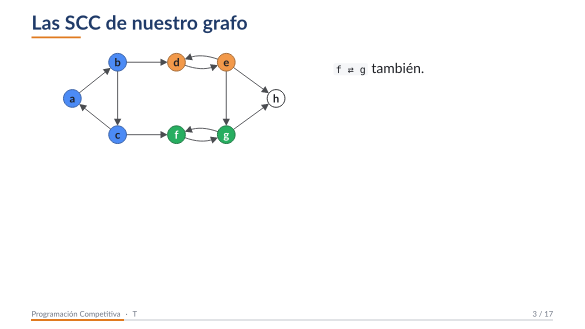 Las SCC de nuestro grafo
b
d
e
f ⇌ g también.
a
h
c
f
g
Programación Competitiva · T
3 / 17